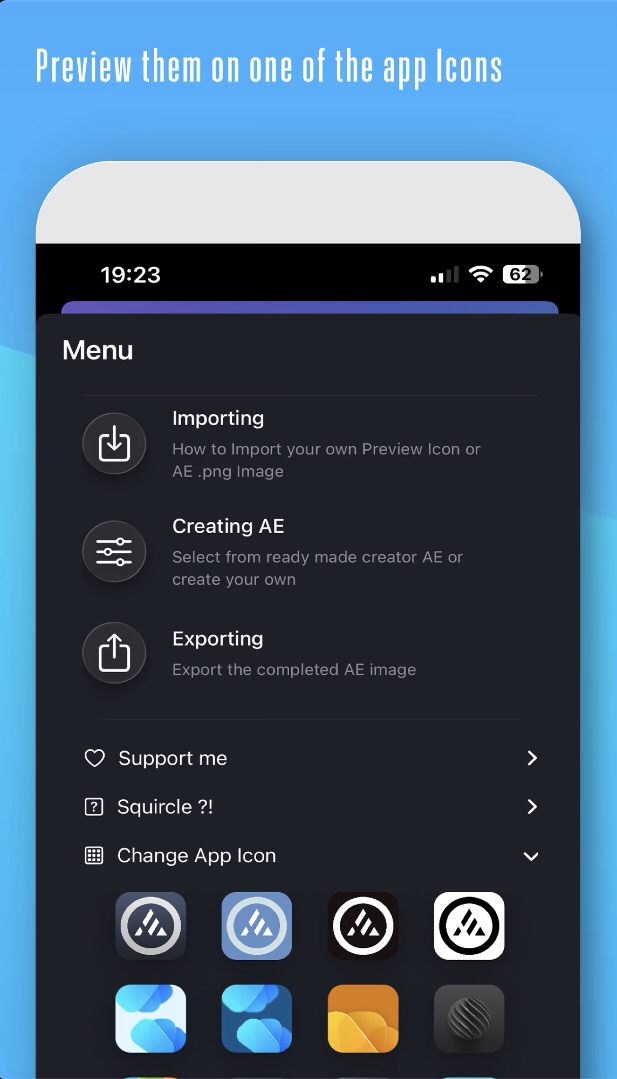 Preview them on one of the app Icons
19:23
62
Menu
Importing
How to Import your own Preview Icon or
AE .png Image
Creating AE
Select from ready made creator AE or
create your own
Exporting
Export the completed AE image
Support me
Squircle ?!
Change App Icon